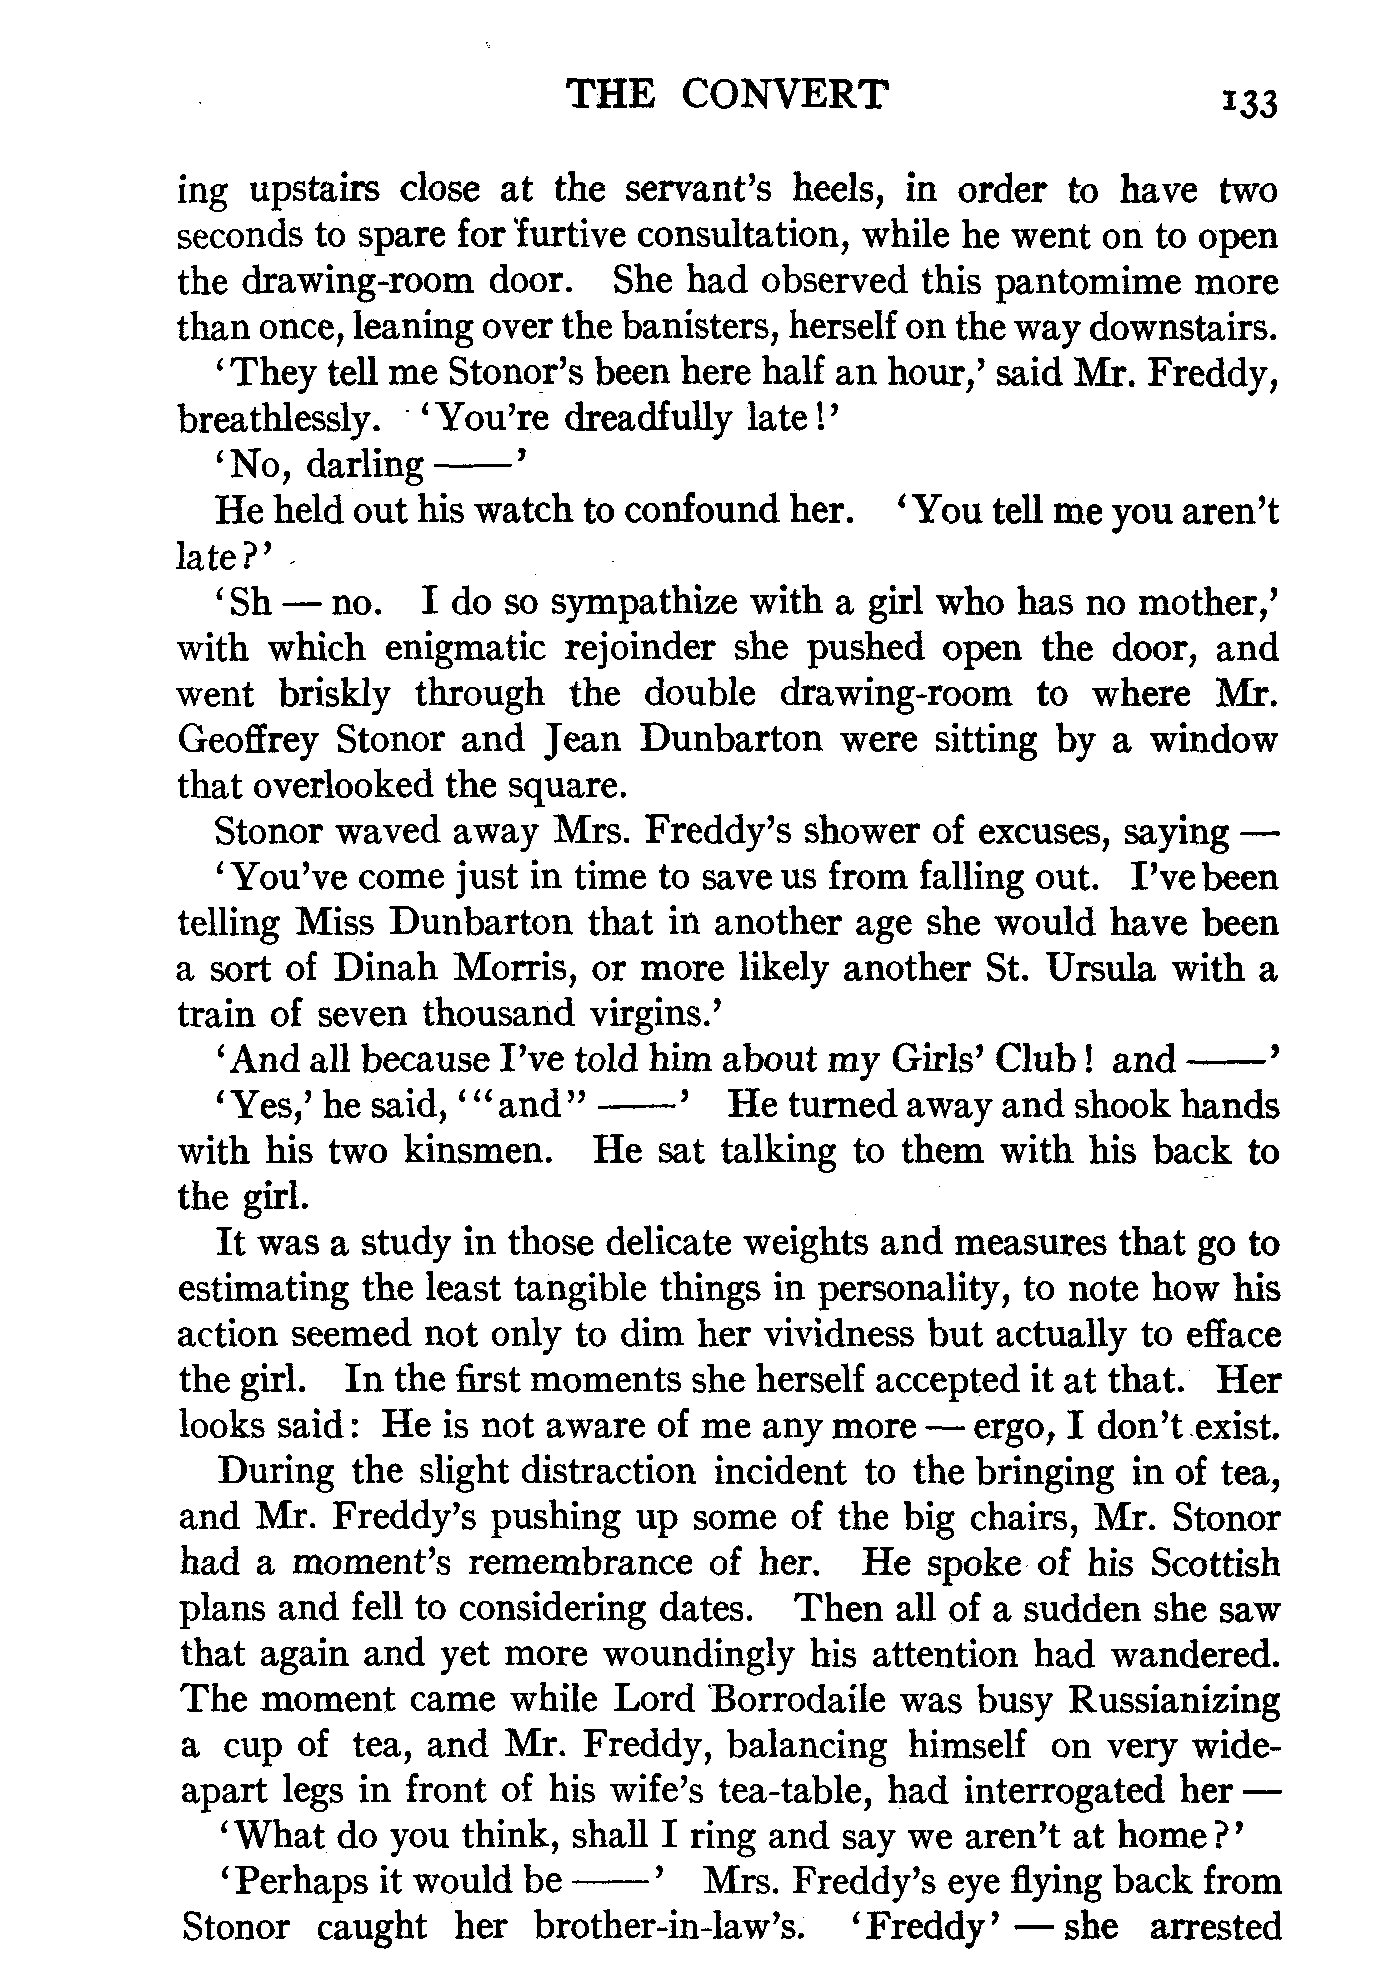 THE CONVERT 133
ing upstairs close at the servant's heels, in order to have two
seconds to spare for furtive consultation, while he went on to open
the drawing-room door. She had observed this pantomime more
than once, leaning over the banisters, herself on the way downstairs.
'They tell me Stonor's been here half an hour,' said Mr. Freddy,
breathlessly. 'You're dreadfully late!'
'No, darling ——'
He held out his watch to confound her. 'You tell me you aren't
late?'
'Sh — no. I do so sympathize with a girl who has no mother,'
with which enigmatic rejoinder she pushed open the door, and
went briskly through the double drawing-room to where Mr.
Geoffrey Stonor and Jean Dunbarton were sitting by a window
that overlooked the square.
Stonor waved away Mrs. Freddy's shower of excuses, saying —
'You've come just in time to save us from falling out. I've been
telling Miss Dunbarton that in another age she would have been
a sort of Dinah Morris, or more likely another St. Ursula with a
train of seven thousand virgins.'
'And all because I've told him about my Girls' Club! and ——'
'Yes,' he said, '"and" ——' He turned away and shook hands
with his two kinsmen. He sat talking to them with his back to
the girl.
It was a study in those delicate weights and measures that go to
estimating the least tangible things in personality, to note how his
action seemed not only to dim her vividness but actually to efface
the girl. In the first moments she herself accepted it at that. Her
looks said: He is not aware of me any more — ergo, I don't exist.
During the slight distraction incident to the bringing in of tea,
and Mr. Freddy's pushing up some of the big chairs, Mr. Stonor
had a moment's remembrance of her. He spoke of his Scottish
plans and fell to considering dates. Then all of a sudden she saw
that again and yet more woundingly his attention had wandered.
The moment came while Lord Borrodaile was busy Russianizing
a cup of tea, and Mr. Freddy, balancing himself on very wide-
apart legs in front of his wife's tea-table, had interrogated her —
'What do you think, shall I ring and say we aren't at home?'
'Perhaps it would be ——' Mrs. Freddy's eye flying back from
Stonor caught her brother-in-law's. 'Freddy' — she arrested